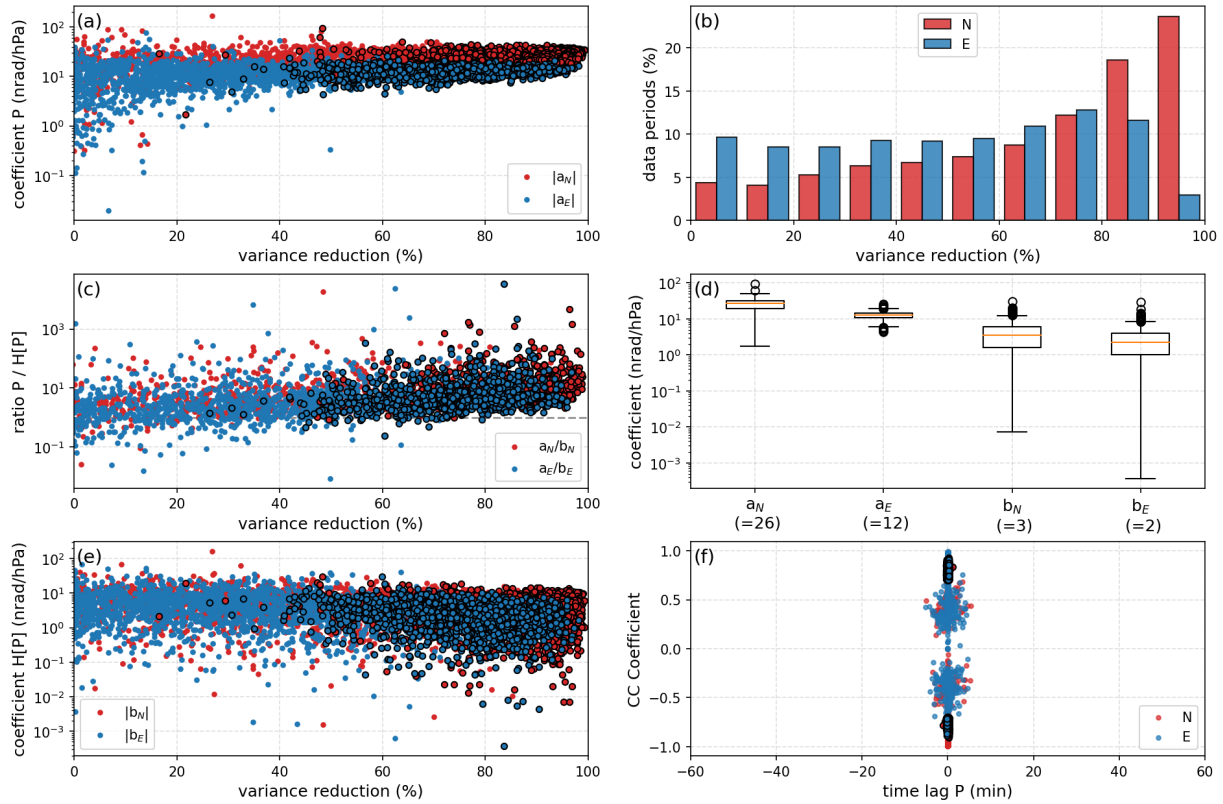 (a)
coefficient P (nrad/hPa)
10²
10¹
10⁰
10⁻¹
|a_N|
|a_E|
0 20 40 60 80 100
variance reduction (%)
(b)
data periods (%)
20
15
10
5
0
N
E
0 20 40 60 80 100
variance reduction (%)
(c)
ratio P / H[P]
10³
10¹
10⁻¹
a_N/b_N
a_E/b_E
0 20 40 60 80 100
variance reduction (%)
(d)
coefficient (nrad/hPa)
10²
10¹
10⁰
10⁻¹
10⁻²
10⁻³
a_N a_E b_N b_E
(=26) (=12) (=3) (=2)
(e)
coefficient H[P] (nrad/hPa)
10²
10¹
10⁰
10⁻¹
10⁻²
10⁻³
|b_N|
|b_E|
0 20 40 60 80 100
variance reduction (%)
(f)
CC Coefficient
1.0
0.5
0.0
−0.5
−1.0
N
E
−60 −40 −20 0 20 40 60
time lag P (min)